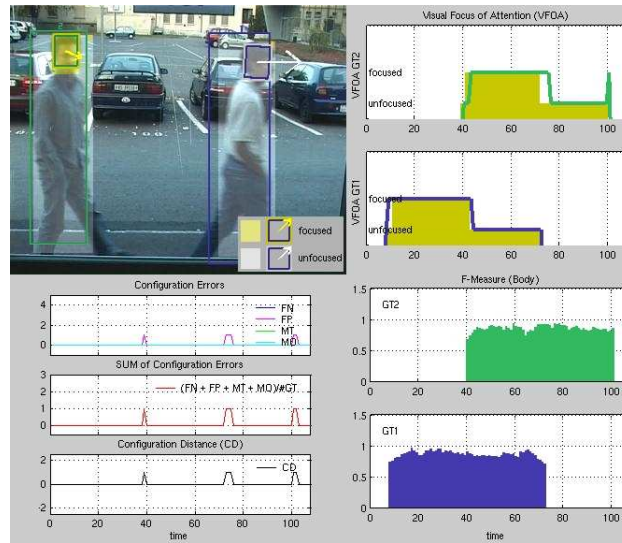 focused
unfocused
Visual Focus of Attention (VFOA)
VFOA GT2
focused
unfocused
0 20 40 60 80 100
VFOA GT1
focused
unfocused
0 20 40 60 80 100
Configuration Errors
4
2
0
FN
FP
MT
MO
0 20 40 60 80 100
SUM of Configuration Errors
3
2
1
0
(FN + FP + MT + MO)/#GT
0 20 40 60 80 100
Configuration Distance (CD)
2
0
-2
CD
0 20 40 60 80 100
time
F-Measure (Body)
1.5
1
0.5
0
GT2
0 20 40 60 80 100
1.5
1
0.5
0
GT1
0 20 40 60 80 100
time